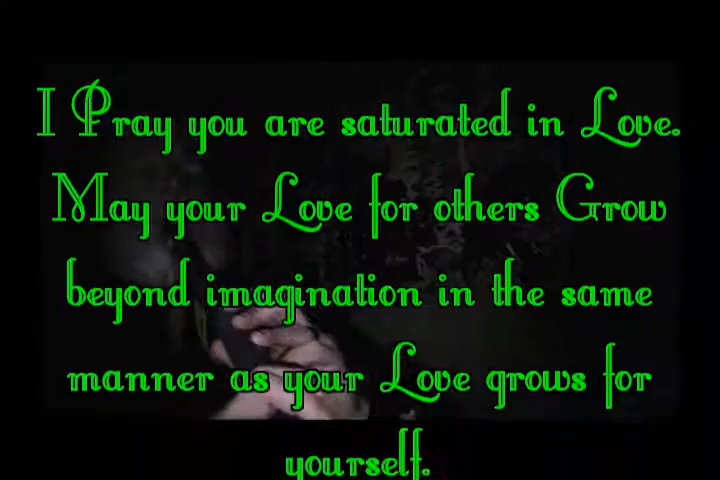 I Pray you are saturated in Love.
May your Love for others Grow
beyond imagination in the same
manner as your Love grows for
yourself.